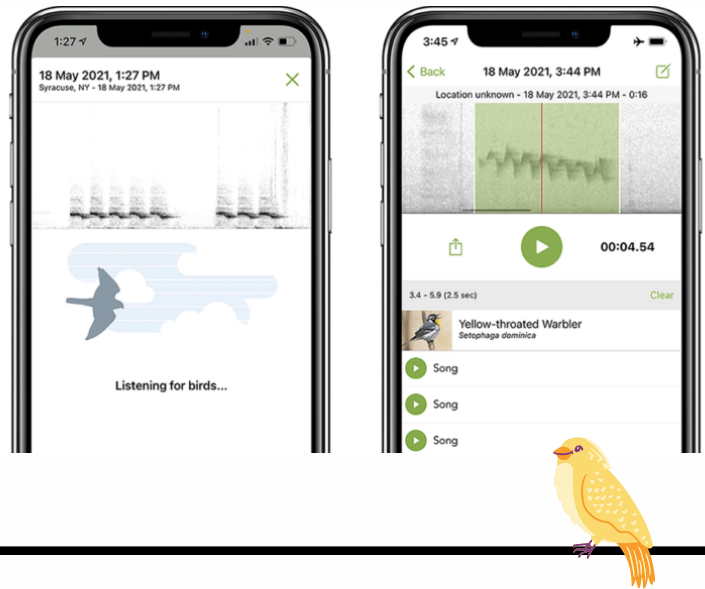 1:27
18 May 2021, 1:27 PM
Syracuse, NY - 18 May 2021, 1:27 PM
Listening for birds...
3:45
Back
18 May 2021, 3:44 PM
Location unknown - 18 May 2021, 3:44 PM - 0:16
00:04.54
3.4 - 5.9 (2.5 sec)
Clear
Yellow-throated Warbler
Setophaga dominica
Song
Song
Song